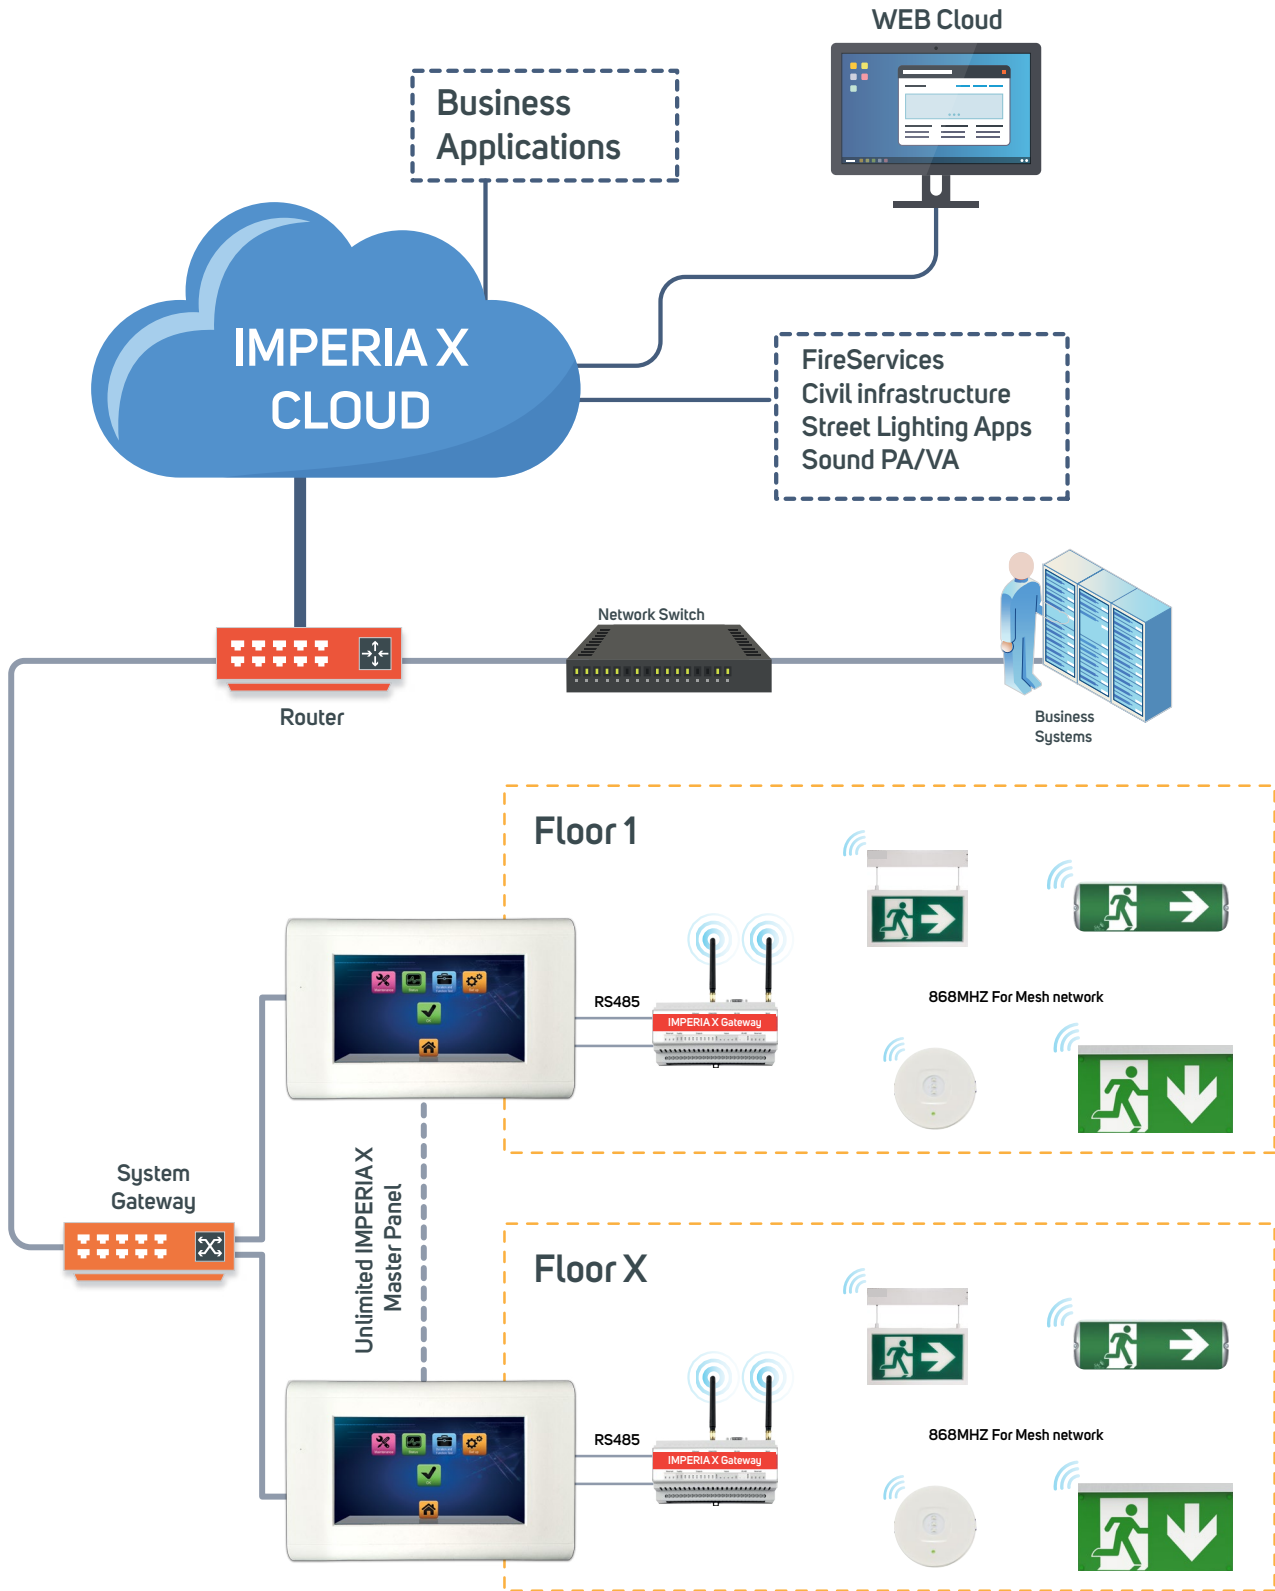 WEB Cloud
Business
Applications
IMPERIA X
CLOUD
FireServices
Civil infrastructure
Street Lighting Apps
Sound PA/VA
Network Switch
Router
Business
Systems
Floor 1
RS485
IMPERIA X Gateway
868MHZ For Mesh network
System
Gateway
Unlimited IMPERIAX
Master Panel
Floor X
RS485
IMPERIA X Gateway
868MHZ For Mesh network